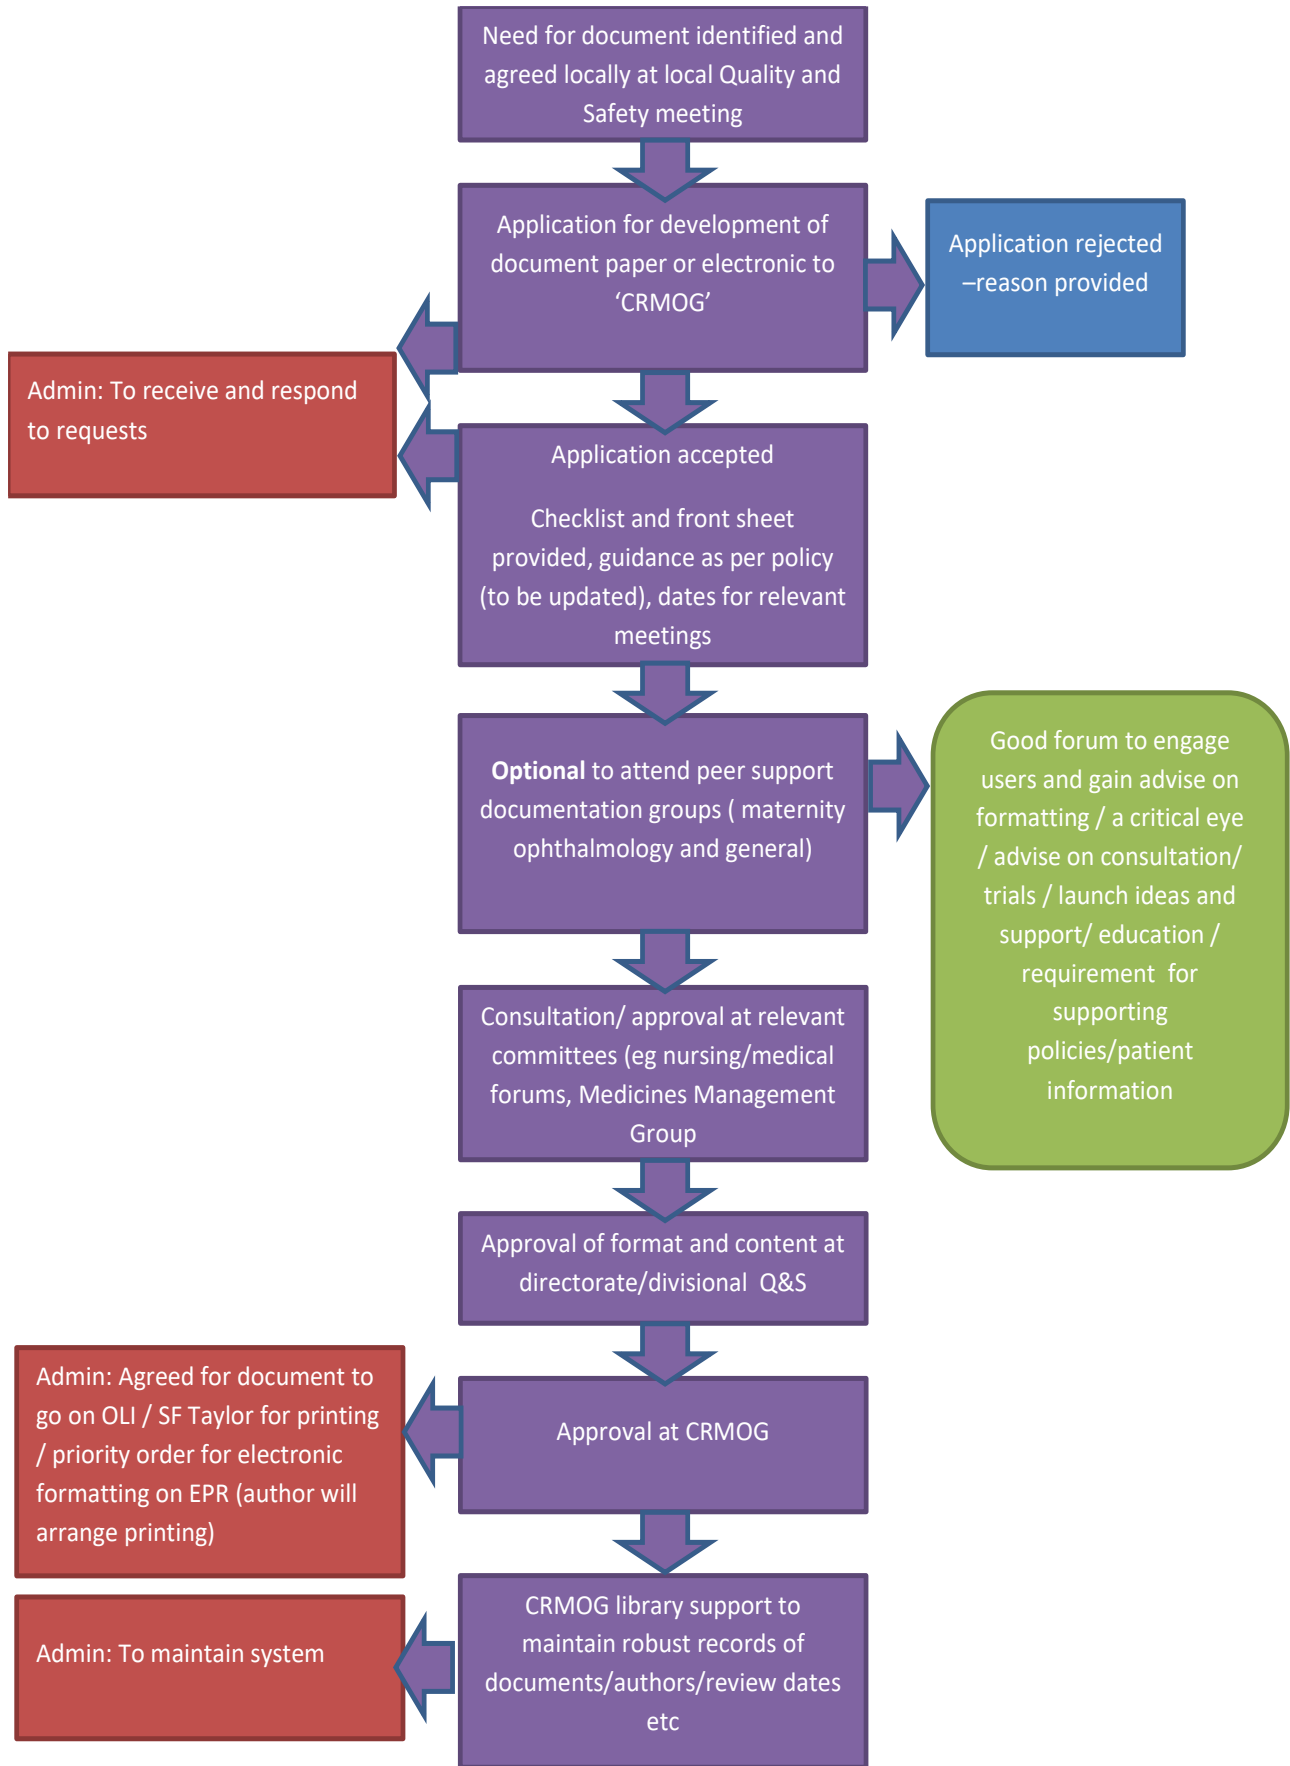 Need for document identified and
agreed locally at local Quality and
Safety meeting
Application for development of
document paper or electronic to
‘CRMOG’
Application rejected
–reason provided
Admin: To receive and respond
to requests
Application accepted
Checklist and front sheet
provided, guidance as per policy
(to be updated), dates for relevant
meetings
Optional to attend peer support
documentation groups ( maternity
ophthalmology and general)
Good forum to engage
users and gain advise on
formatting / a critical eye
/ advise on consultation/
trials / launch ideas and
support/ education /
requirement for
supporting
policies/patient
information
Consultation/ approval at relevant
committees (eg nursing/medical
forums, Medicines Management
Group
Approval of format and content at
directorate/divisional Q&S
Admin: Agreed for document to
go on OLI / SF Taylor for printing
/ priority order for electronic
formatting on EPR (author will
arrange printing)
Approval at CRMOG
Admin: To maintain system
CRMOG library support to
maintain robust records of
documents/authors/review dates
etc